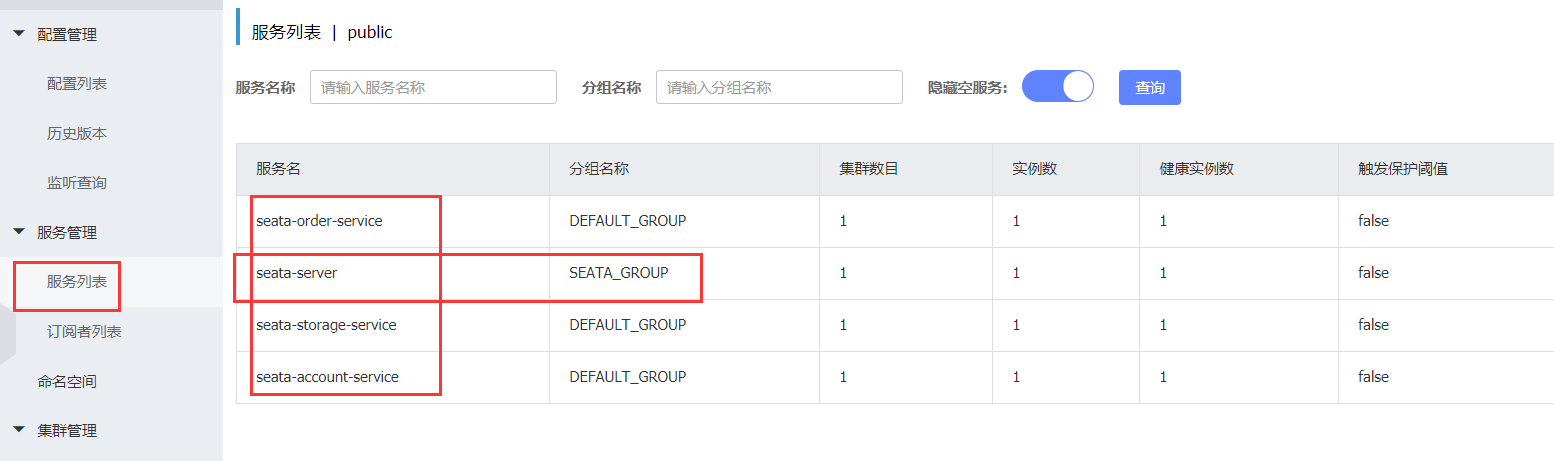 配置管理
配置列表
历史版本
监听查询
服务管理
服务列表
订阅者列表
命名空间
集群管理
服务列表 | public
服务名称 请输入服务名称 分组名称 请输入分组名称 隐藏空服务: 查询
服务名 分组名称 集群数目 实例数 健康实例数 触发保护阈值
seata-order-service DEFAULT_GROUP 1 1 1 false
seata-server SEATA_GROUP 1 1 1 false
seata-storage-service DEFAULT_GROUP 1 1 1 false
seata-account-service DEFAULT_GROUP 1 1 1 false